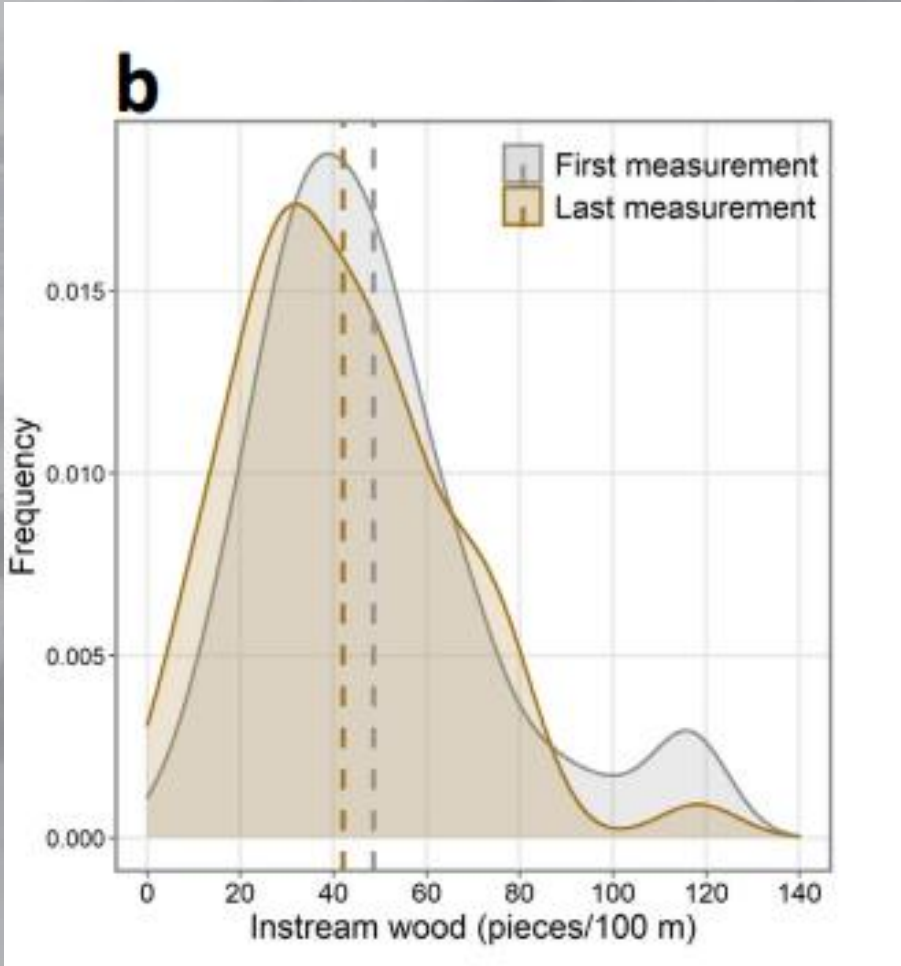 b
First measurement
Last measurement
0.015
0.010
0.005
0.000
Frequency
0 20 40 60 80 100 120 140
Instream wood (pieces/100 m)